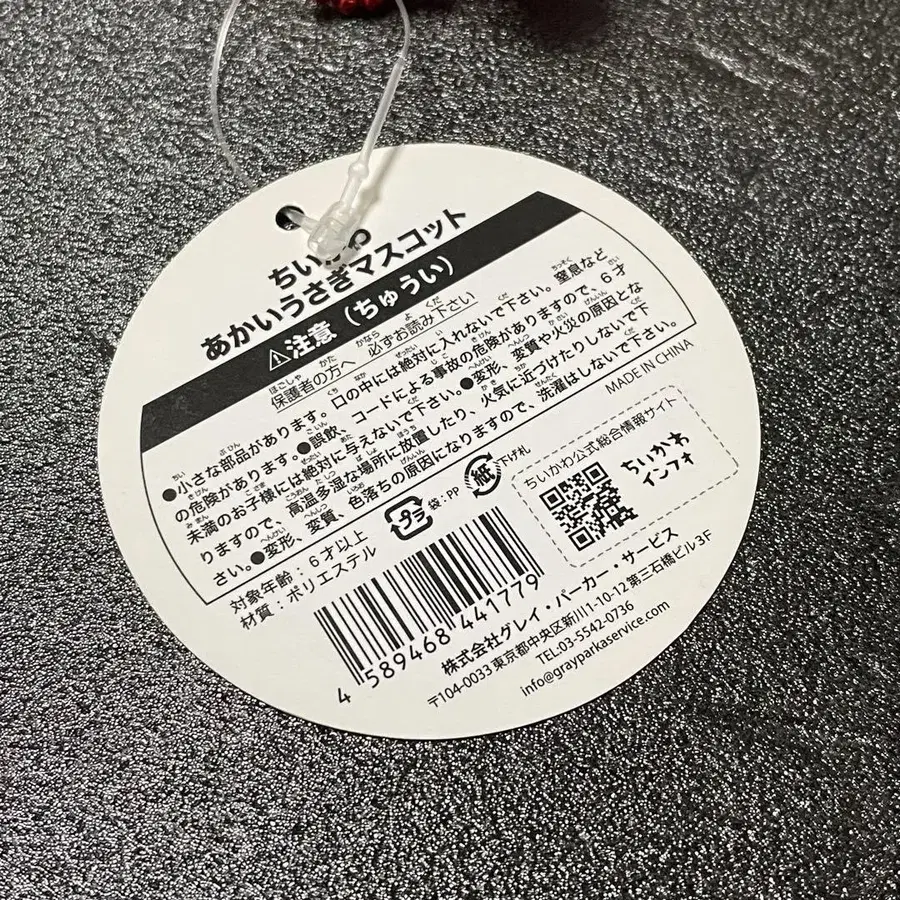 ちいかわ
あかいうさぎマスコット
⚠注意（ちゅうい）
保護者の方へ 必ずお読み下さい
●小さな部品があります。口の中には絶対に入れないで下さい。窒息など
の危険があります。●誤飲、コードによる事故の危険がありますので、6才
未満のお子様には絶対に与えないで下さい。●変形、変質や火災の原因とな
りますので、高温多湿な場所に放置したり、火気に近づけたりしないで下
さい。●変形、変質、色落ちの原因になりますので、洗濯はしないで下さい。
対象年齢：6才以上
材質：ポリエステル
プラ
袋：PP
紙
下げ札
MADE IN CHINA
ちいかわ公式総合情報サイト
ちいかわ
インフォ
4 589468 441779
株式会社グレイ・パーカー・サービス
〒104-0033 東京都中央区新川1-10-12第三石橋ビル3F
TEL.03-5542-0736
info@grayparkaservice.com